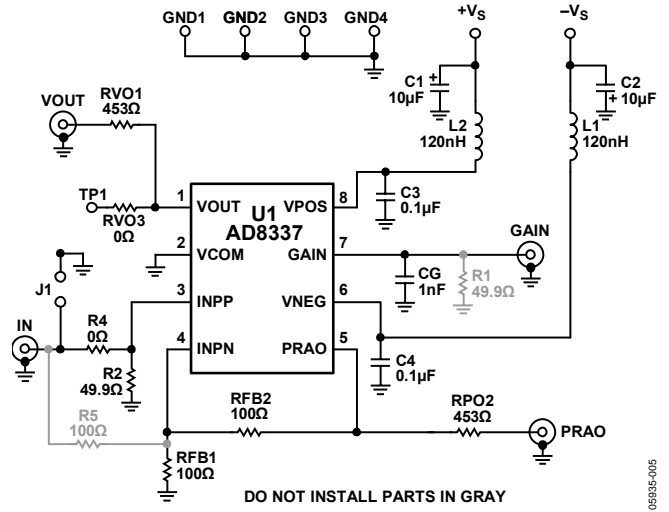 GND1 GND2 GND3 GND4
+VS
–VS
C1
10µF
+
C2
10µF
+
VOUT
RVO1
453Ω
L2
120nH
L1
120nH
TP1
RVO3
0Ω
C3
0.1µF
1 VOUT
U1
AD8337
VPOS 8
2 VCOM
GAIN 7
3 INPP
VNEG 6
4 INPN
PRAO 5
GAIN
CG
1nF
R1
49.9Ω
J1
IN
R4
0Ω
R2
49.9Ω
C4
0.1µF
R5
100Ω
RFB2
100Ω
RPO2
453Ω
PRAO
RFB1
100Ω
DO NOT INSTALL PARTS IN GRAY
05935-005